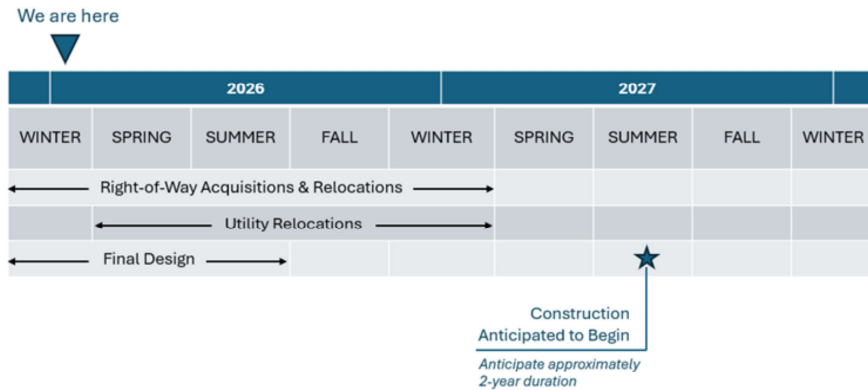 We are here
2026 2027
WINTER SPRING SUMMER FALL WINTER SPRING SUMMER FALL WINTER
Right-of-Way Acquisitions & Relocations
Utility Relocations
Final Design
Construction
Anticipated to Begin
Anticipate approximately
2-year duration